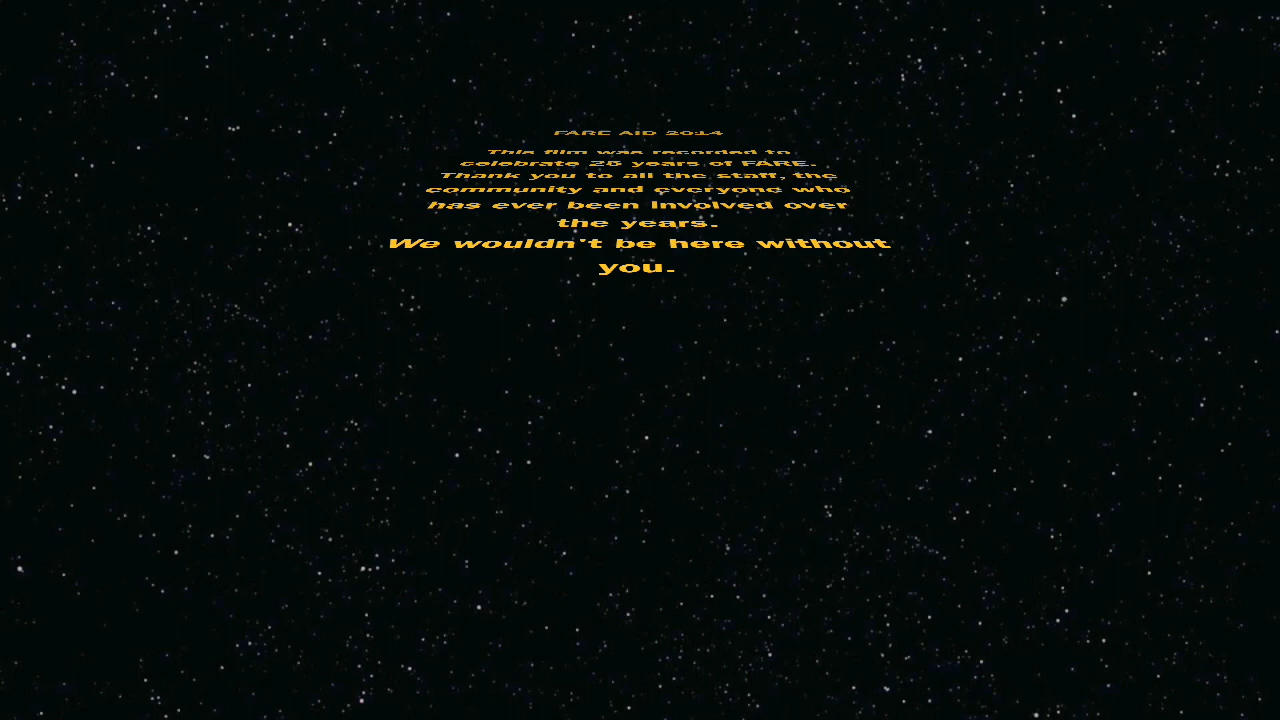 FARE AID 2014
This film was recorded to
celebrate 25 years of FARE.
Thank you to all the staff, the
community and everyone who
has ever been involved over
the years.
We wouldn't be here without
you.